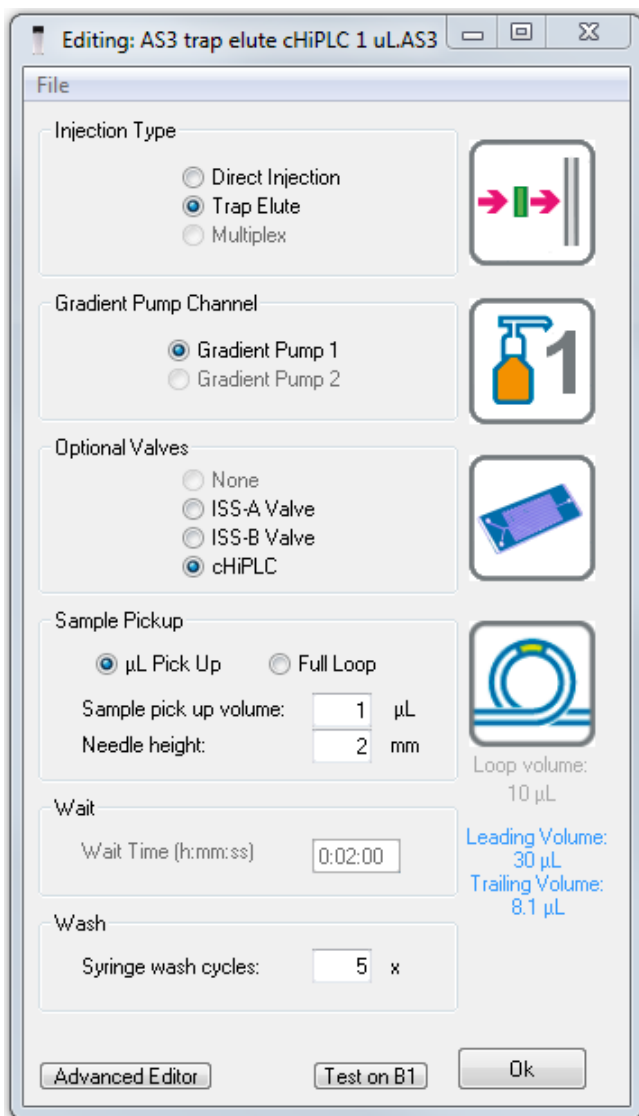 Editing: AS3 trap elute cHiPLC 1 uL.AS3
File
Injection Type
Direct Injection
Trap Elute
Multiplex
Gradient Pump Channel
Gradient Pump 1
Gradient Pump 2
1
Optional Valves
None
ISS-A Valve
ISS-B Valve
cHiPLC
Sample Pickup
µL Pick Up Full Loop
Sample pick up volume: 1 µL
Needle height: 2 mm
Loop volume:
10 µL
Wait
Wait Time (h:mm:ss) 0:02:00
Leading Volume:
30 µL
Trailing Volume:
8.1 µL
Wash
Syringe wash cycles: 5 x
Advanced Editor Test on B1 Ok